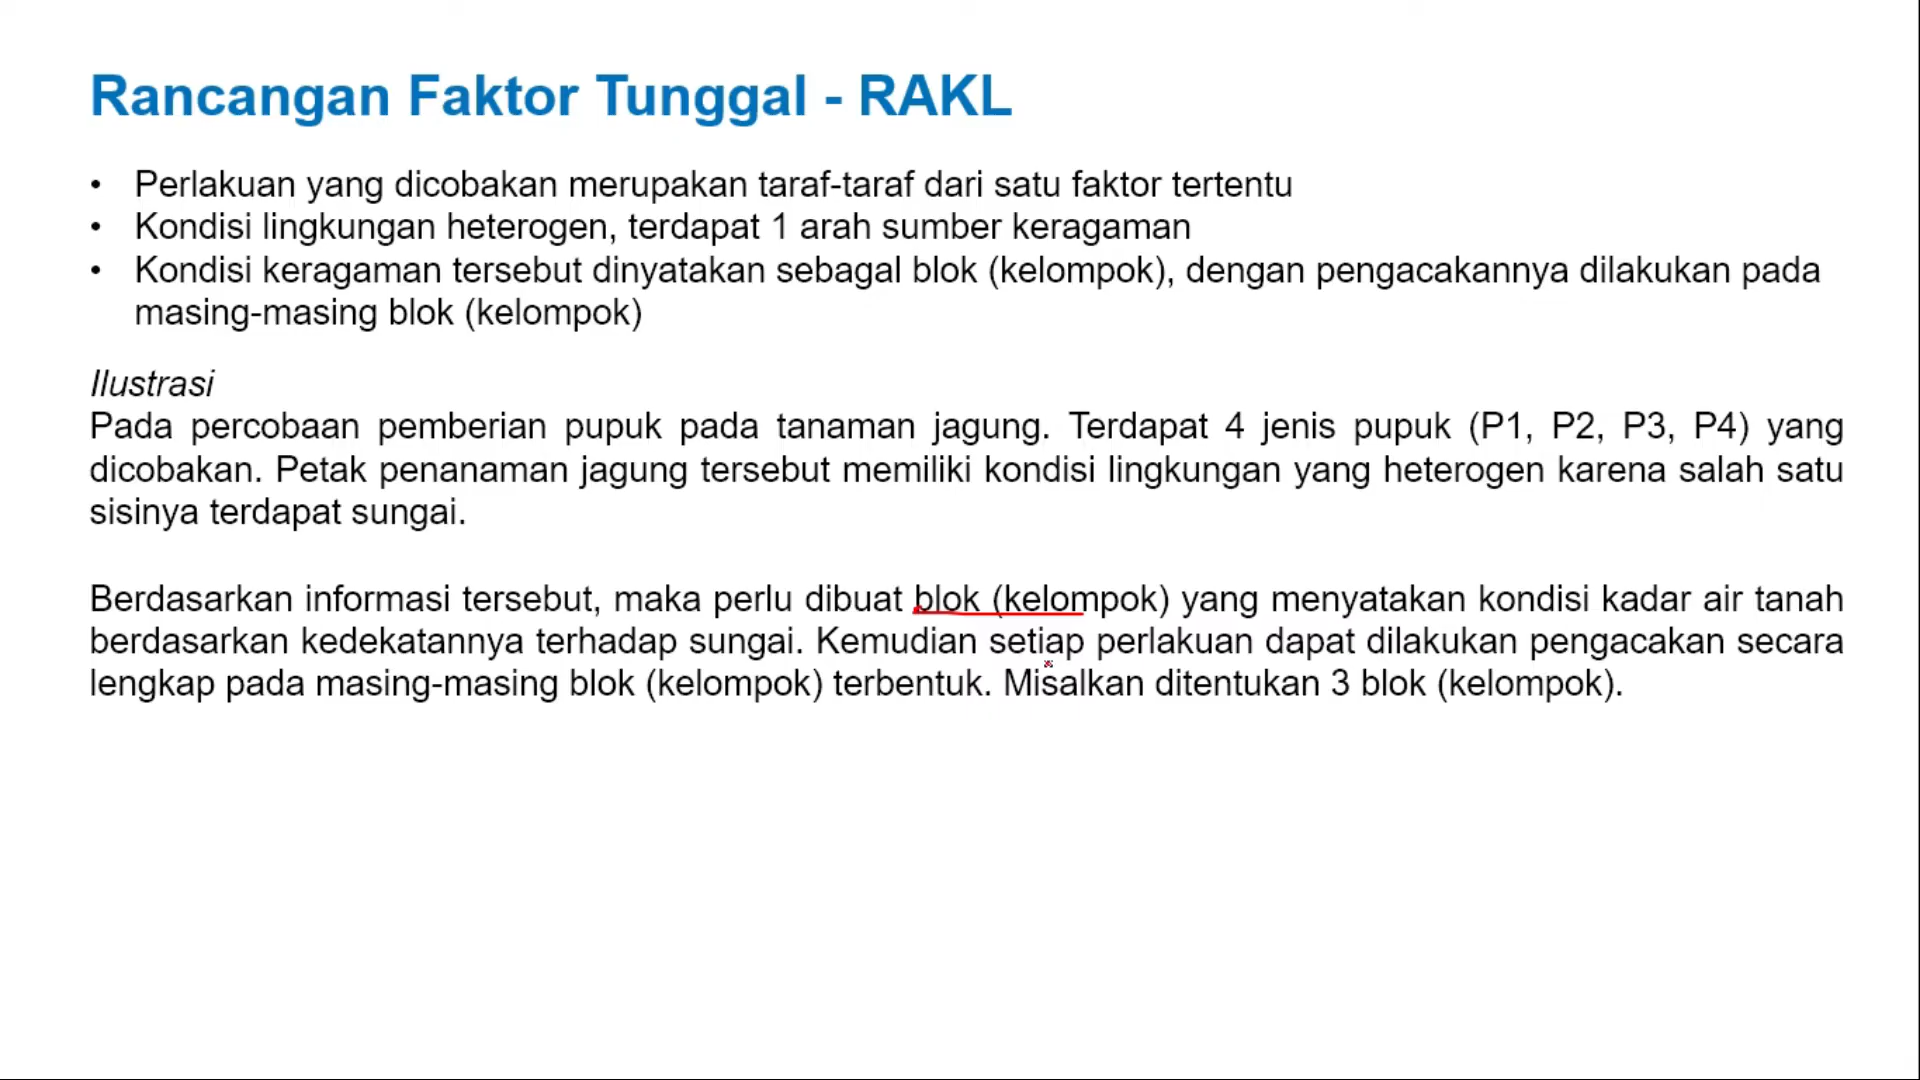 Rancangan Faktor Tunggal - RAKL
• Perlakuan yang dicobakan merupakan taraf-taraf dari satu faktor tertentu
• Kondisi lingkungan heterogen, terdapat 1 arah sumber keragaman
• Kondisi keragaman tersebut dinyatakan sebagal blok (kelompok), dengan pengacakannya dilakukan pada
masing-masing blok (kelompok)
Ilustrasi
Pada percobaan pemberian pupuk pada tanaman jagung. Terdapat 4 jenis pupuk (P1, P2, P3, P4) yang
dicobakan. Petak penanaman jagung tersebut memiliki kondisi lingkungan yang heterogen karena salah satu
sisinya terdapat sungai.
Berdasarkan informasi tersebut, maka perlu dibuat blok (kelompok) yang menyatakan kondisi kadar air tanah
berdasarkan kedekatannya terhadap sungai. Kemudian setiap perlakuan dapat dilakukan pengacakan secara
lengkap pada masing-masing blok (kelompok) terbentuk. Misalkan ditentukan 3 blok (kelompok).